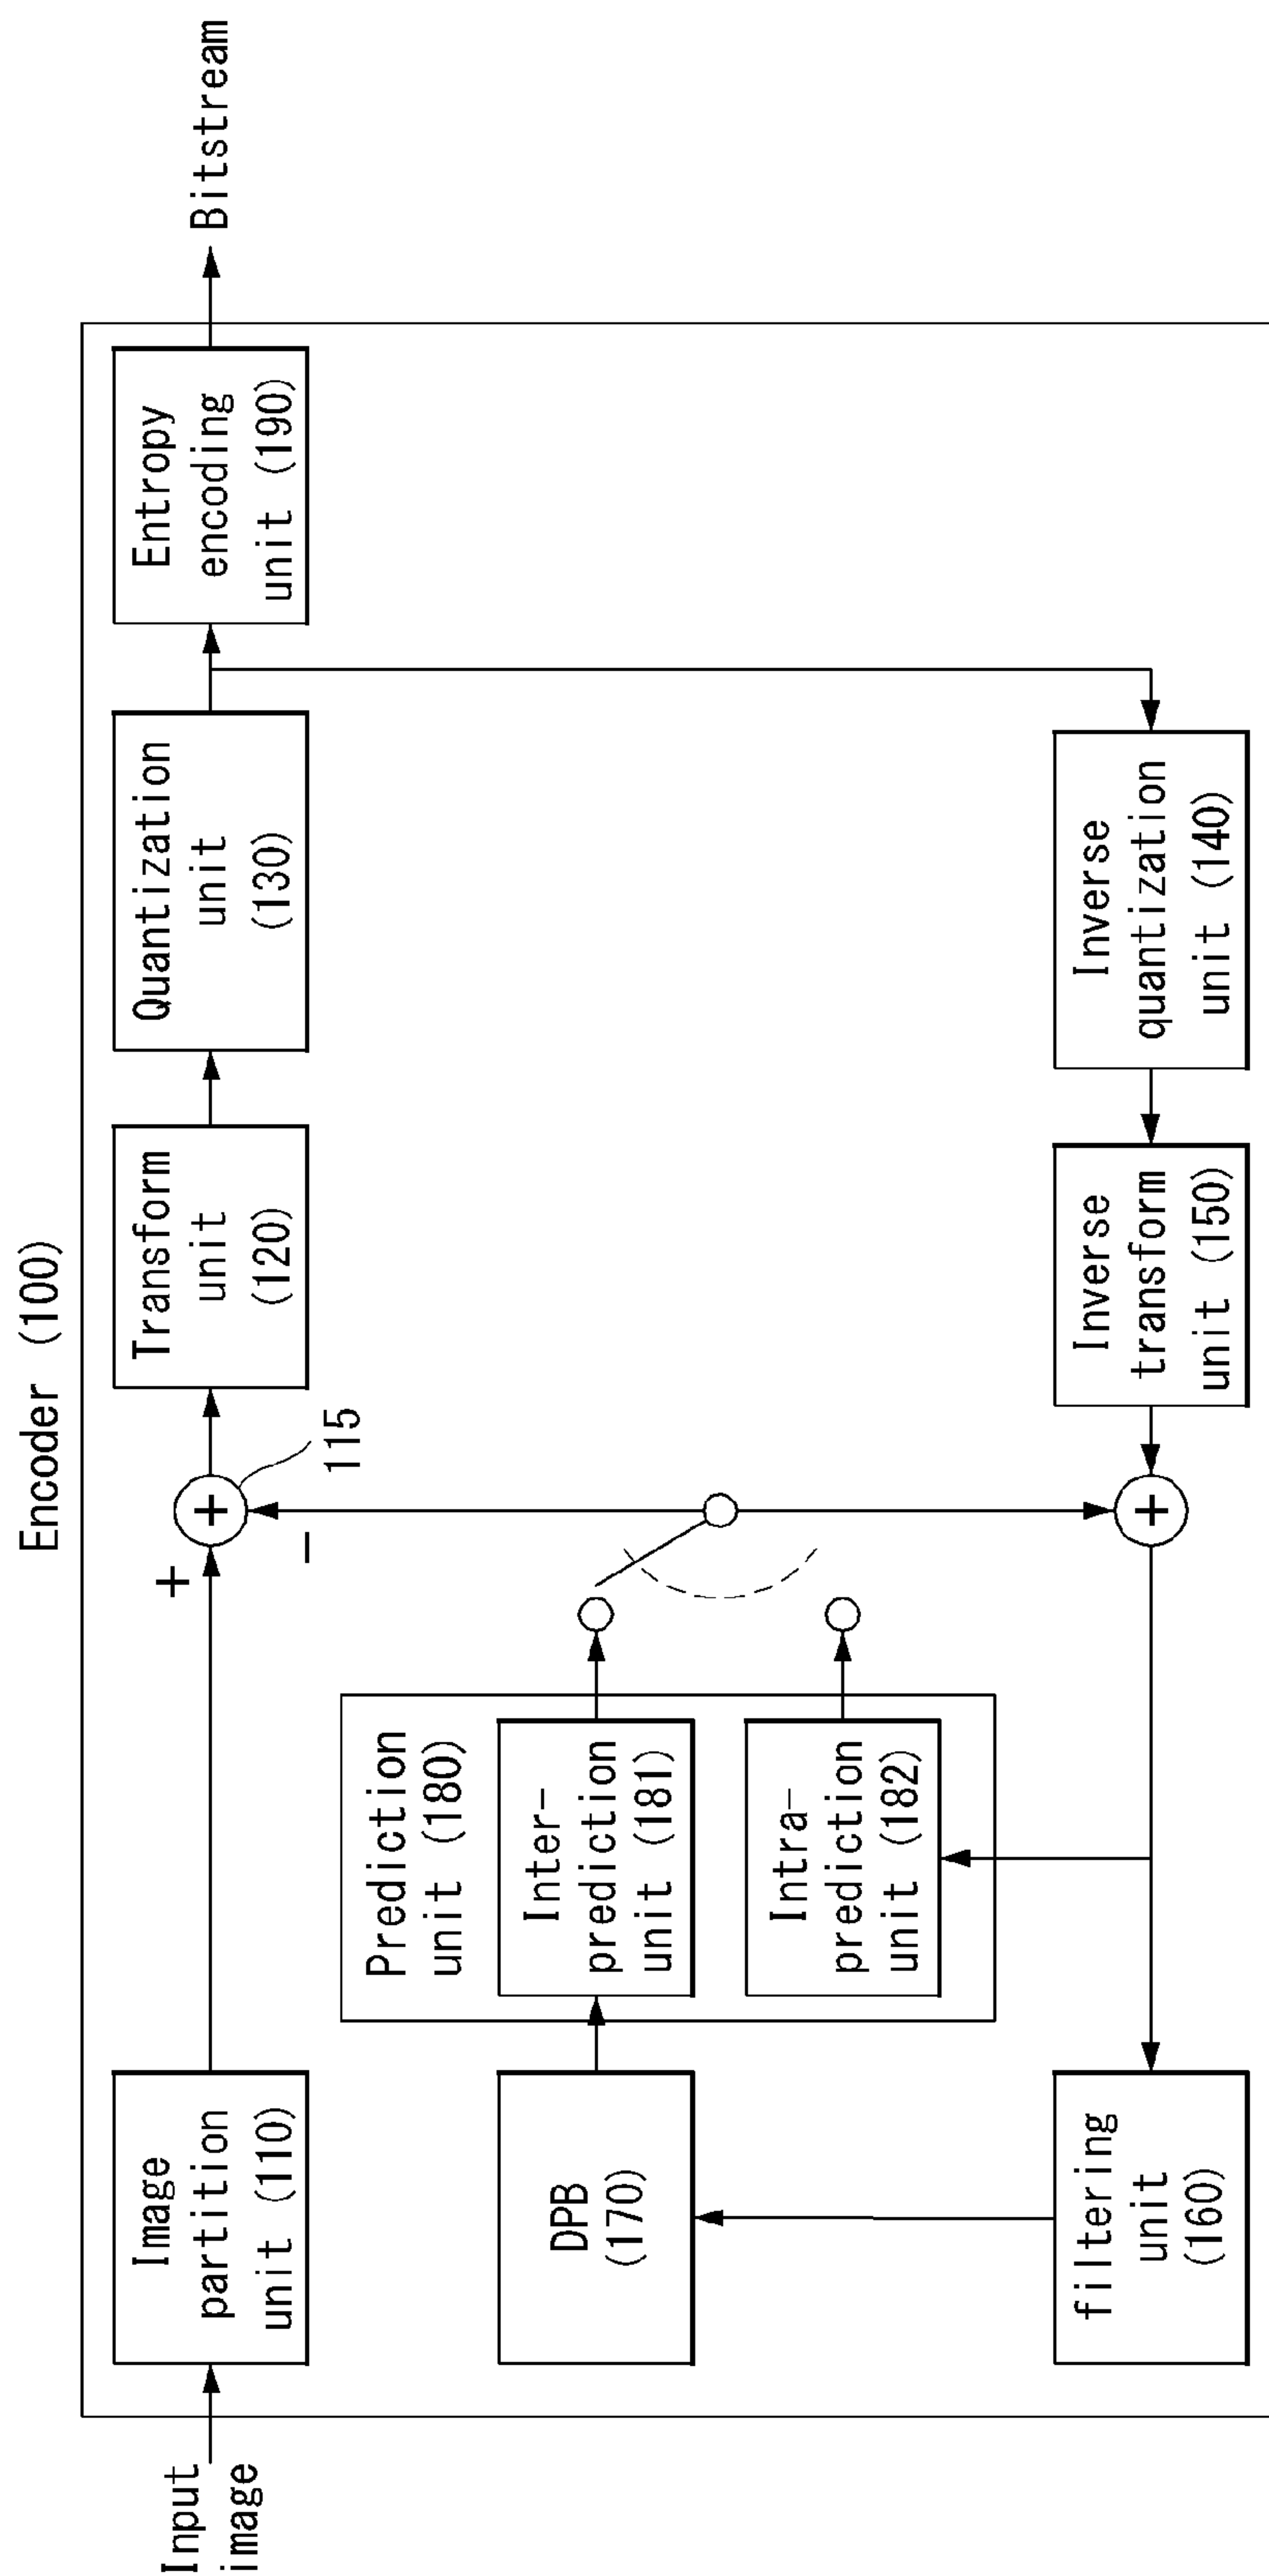 Encoder (100)
Input
image
Image
partition
unit (110)
+
−
+
115
Transform
unit
(120)
Quantization
unit
(130)
Entropy
encoding
unit (190)
Bitstream
Prediction
unit (180)
DPB
(170)
Inter-
prediction
unit (181)
Intra-
prediction
unit (182)
filtering
unit
(160)
+
Inverse
transform
unit (150)
Inverse
quantization
unit (140)